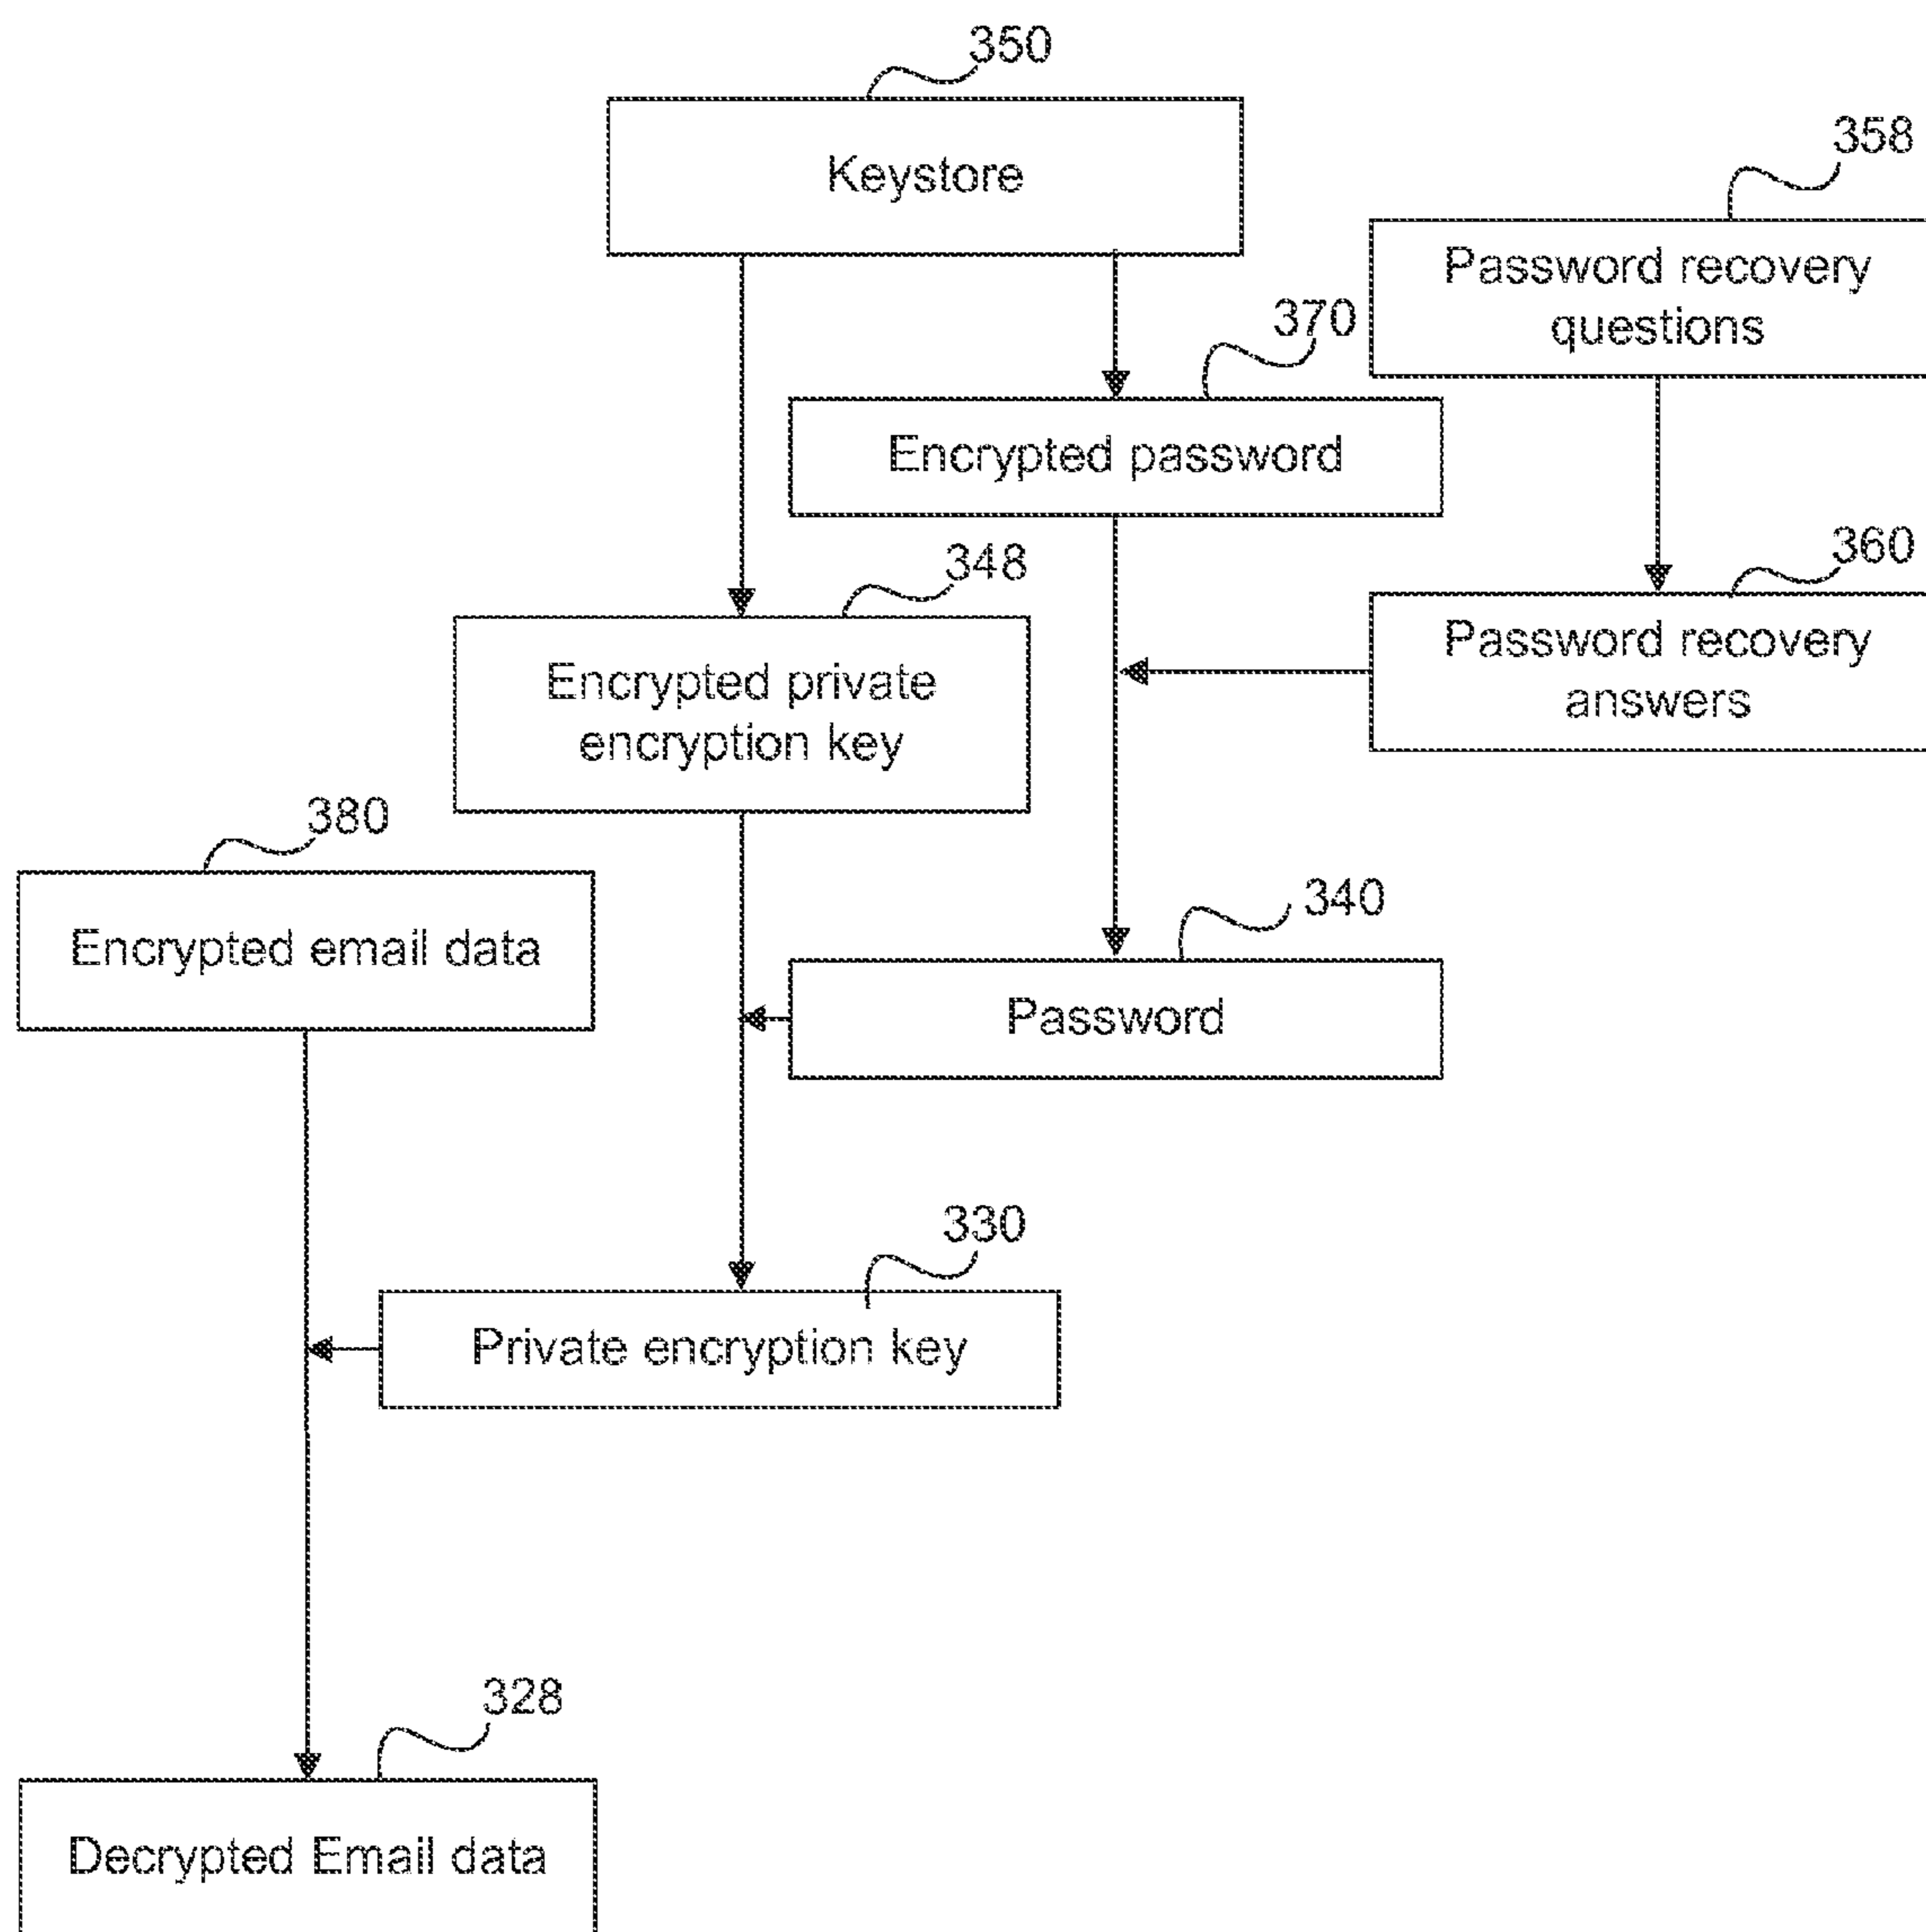 350
Keystore
358
Password recovery
questions
370
Encrypted password
348
Encrypted private
encryption key
360
Password recovery
answers
380
Encrypted email data
340
Password
330
Private encryption key
328
Decrypted Email data